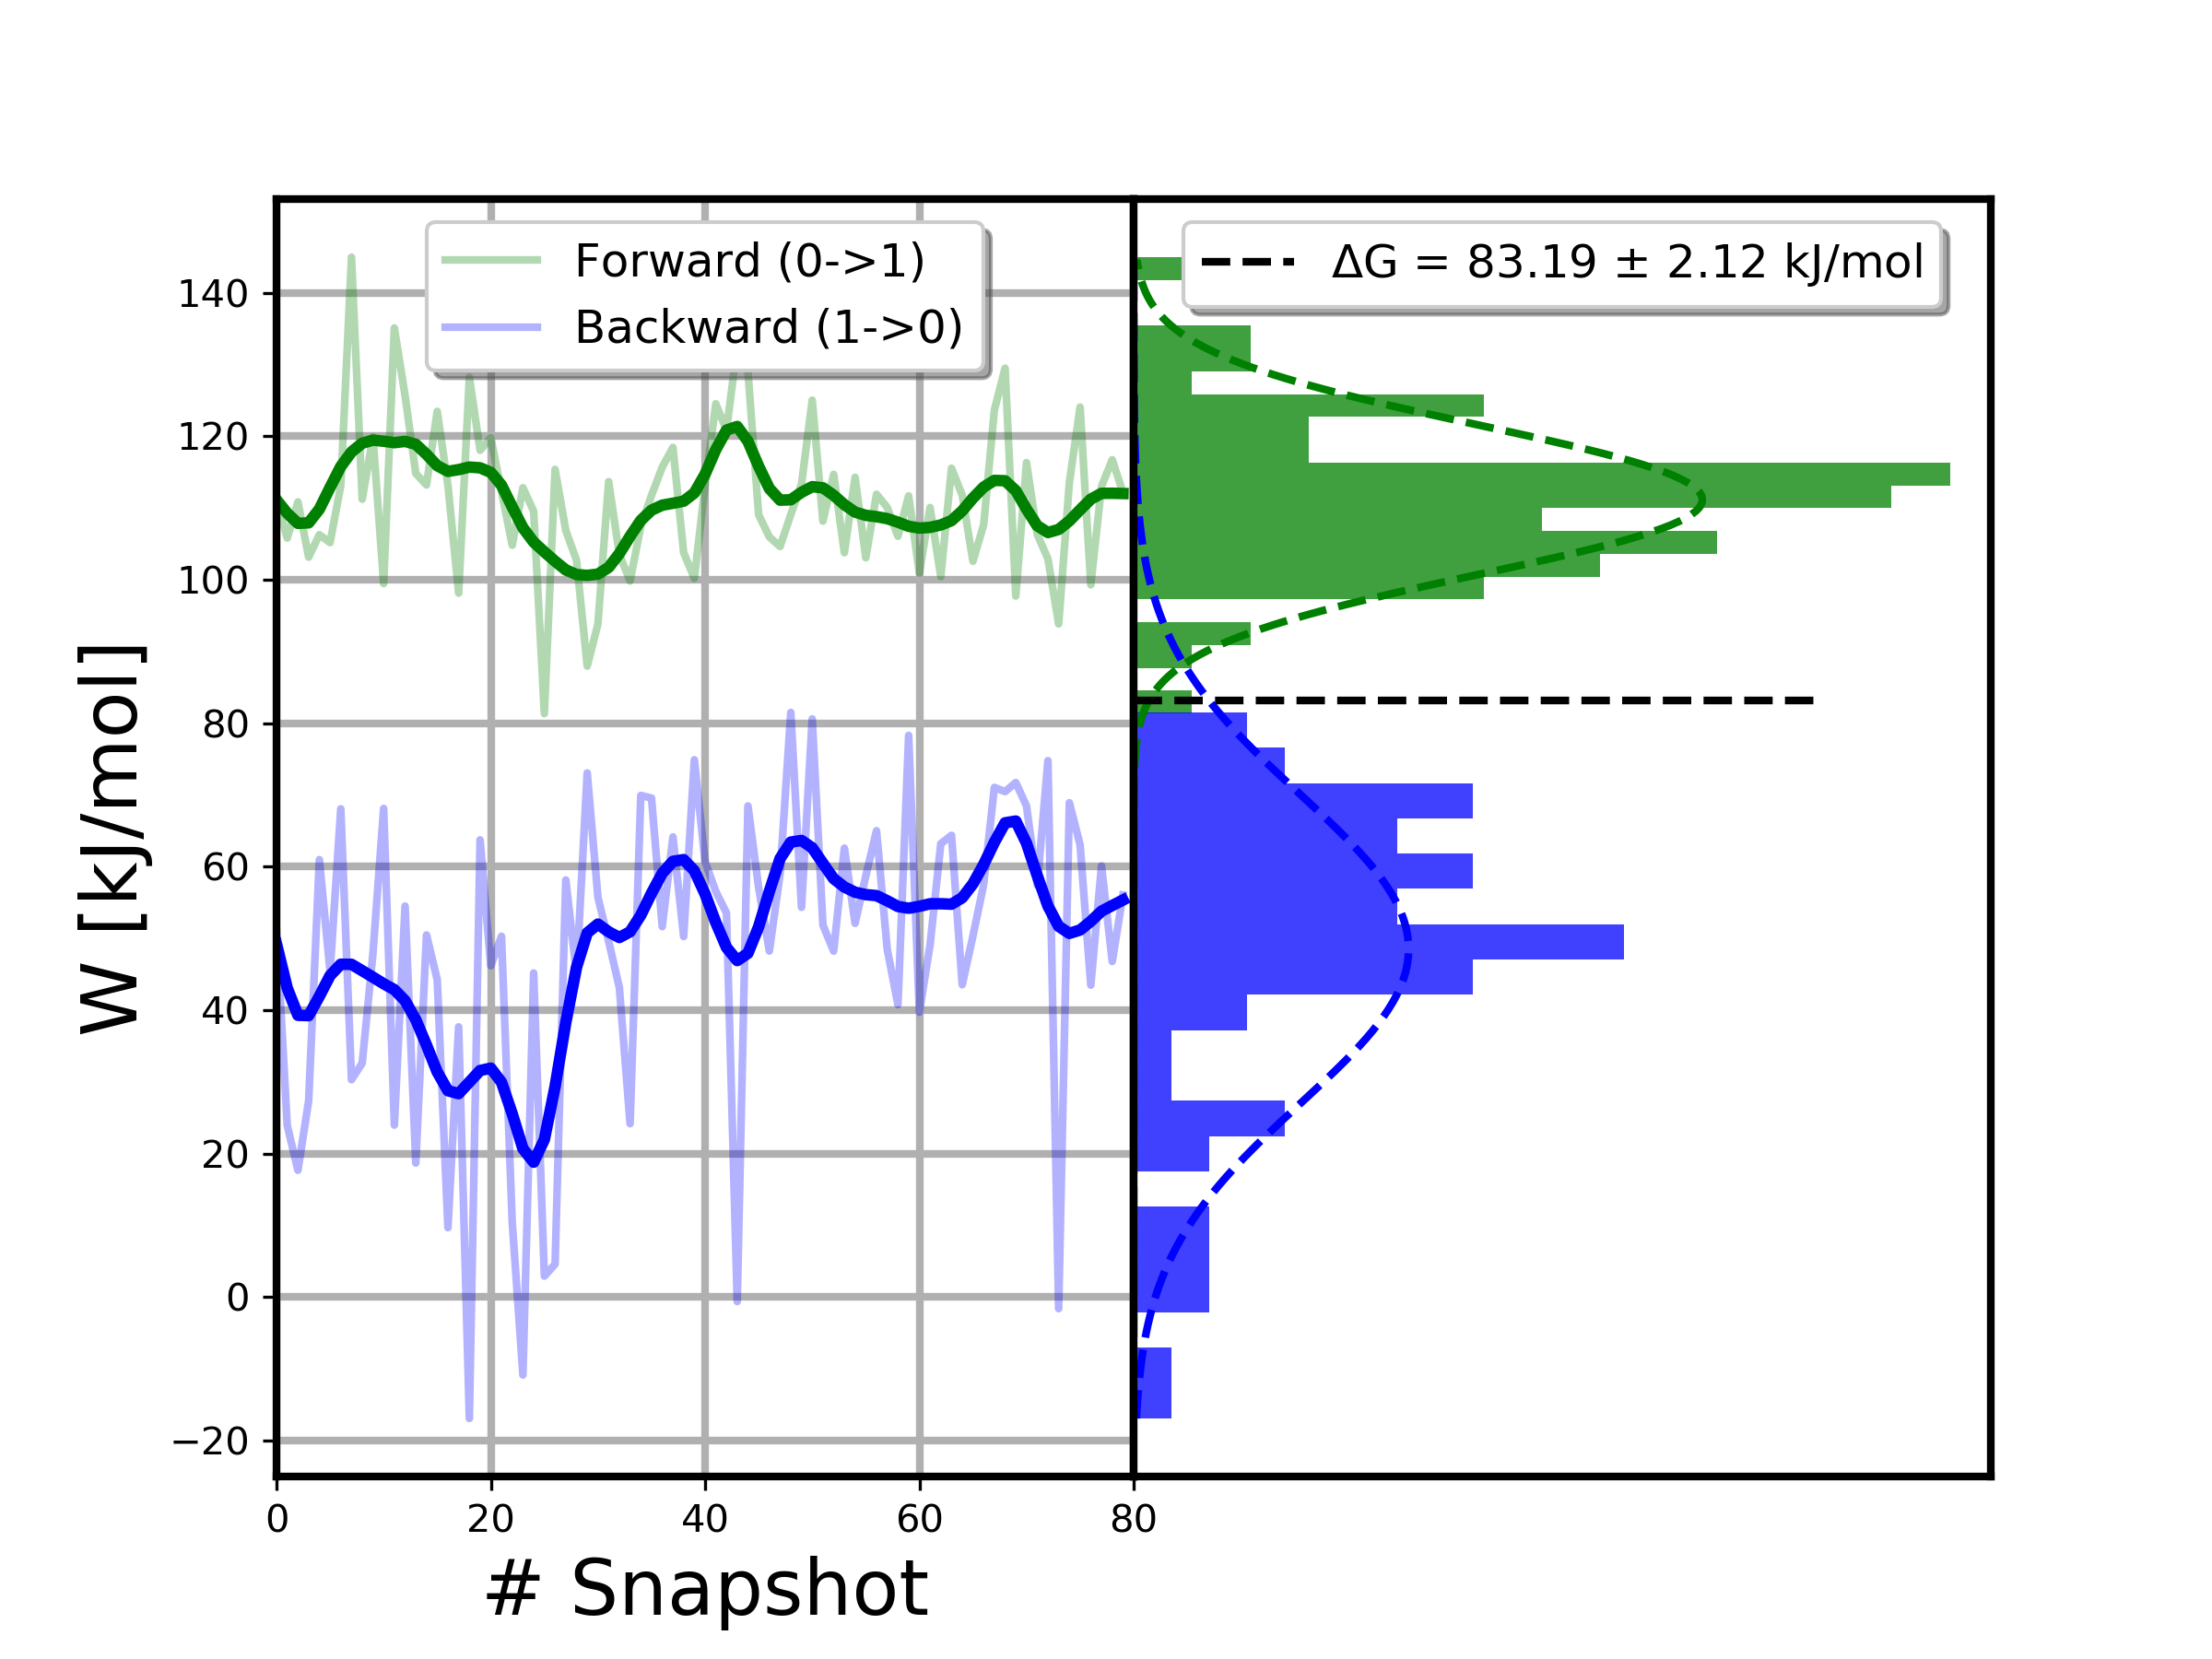 Forward (0->1)
Backward (1->0)
ΔG = 83.19 ± 2.12 kJ/mol
W [kJ/mol]
140
120
100
80
60
40
20
0
−20
0 20 40 60 80
# Snapshot